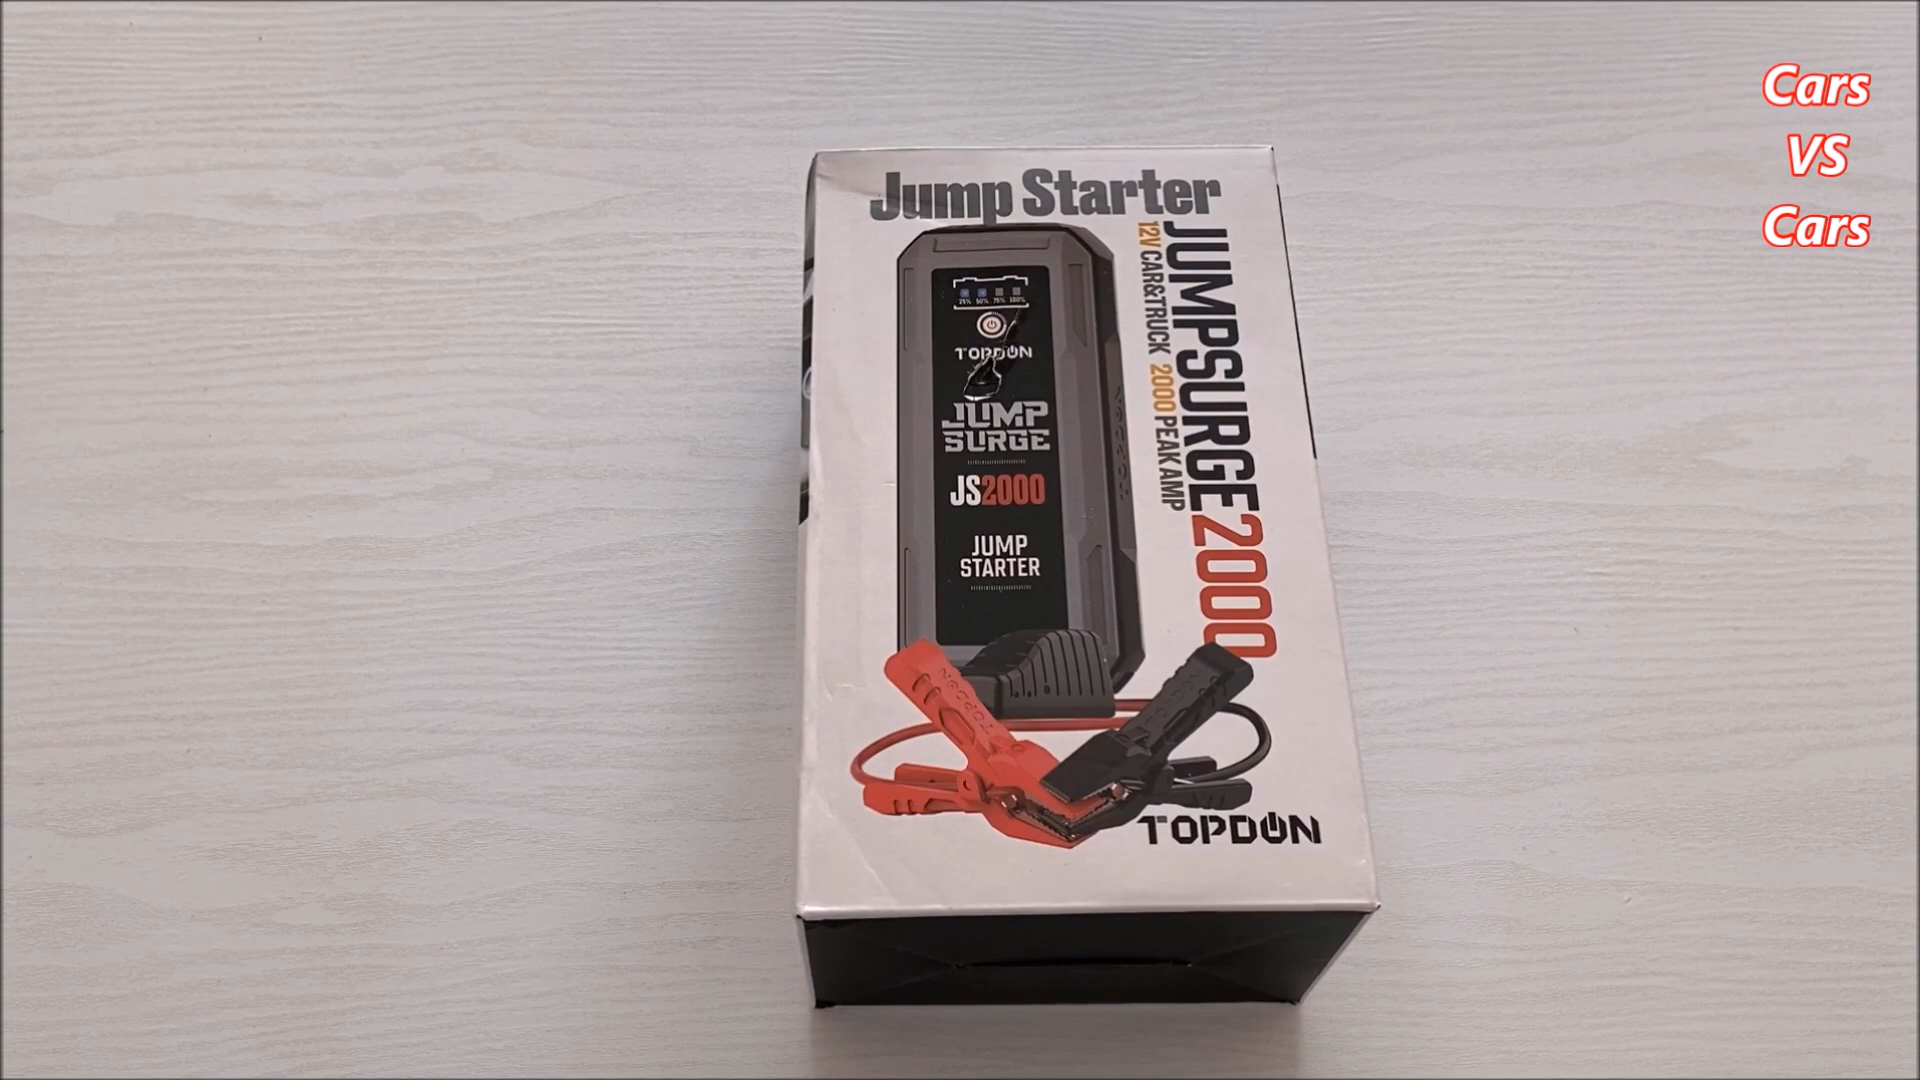 Cars
VS
Cars
Jump Starter
JUMPSURGE2000
12V CAR&TRUCK 2000 PEAK AMP
25% 50% 75% 100%
TOPDON
JUMP
SURGE
JS2000
JUMP
STARTER
TOPDON
TOPDON
TOPDON